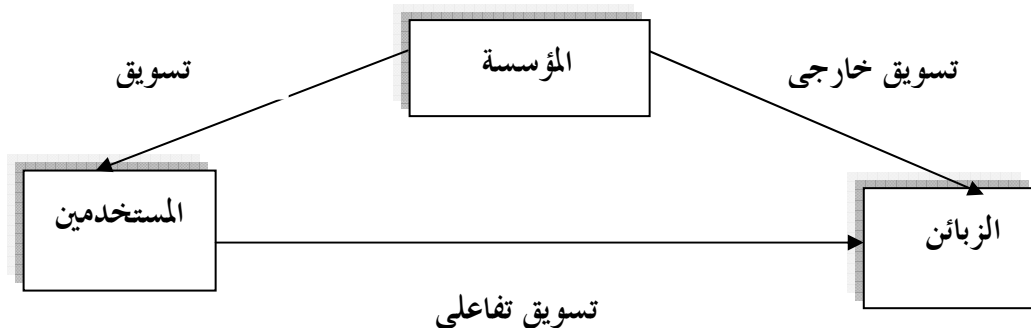 المؤسسة
تسويق خارجي
تسويق
المستخدمين
الزبائن
تسويق تفاعلي